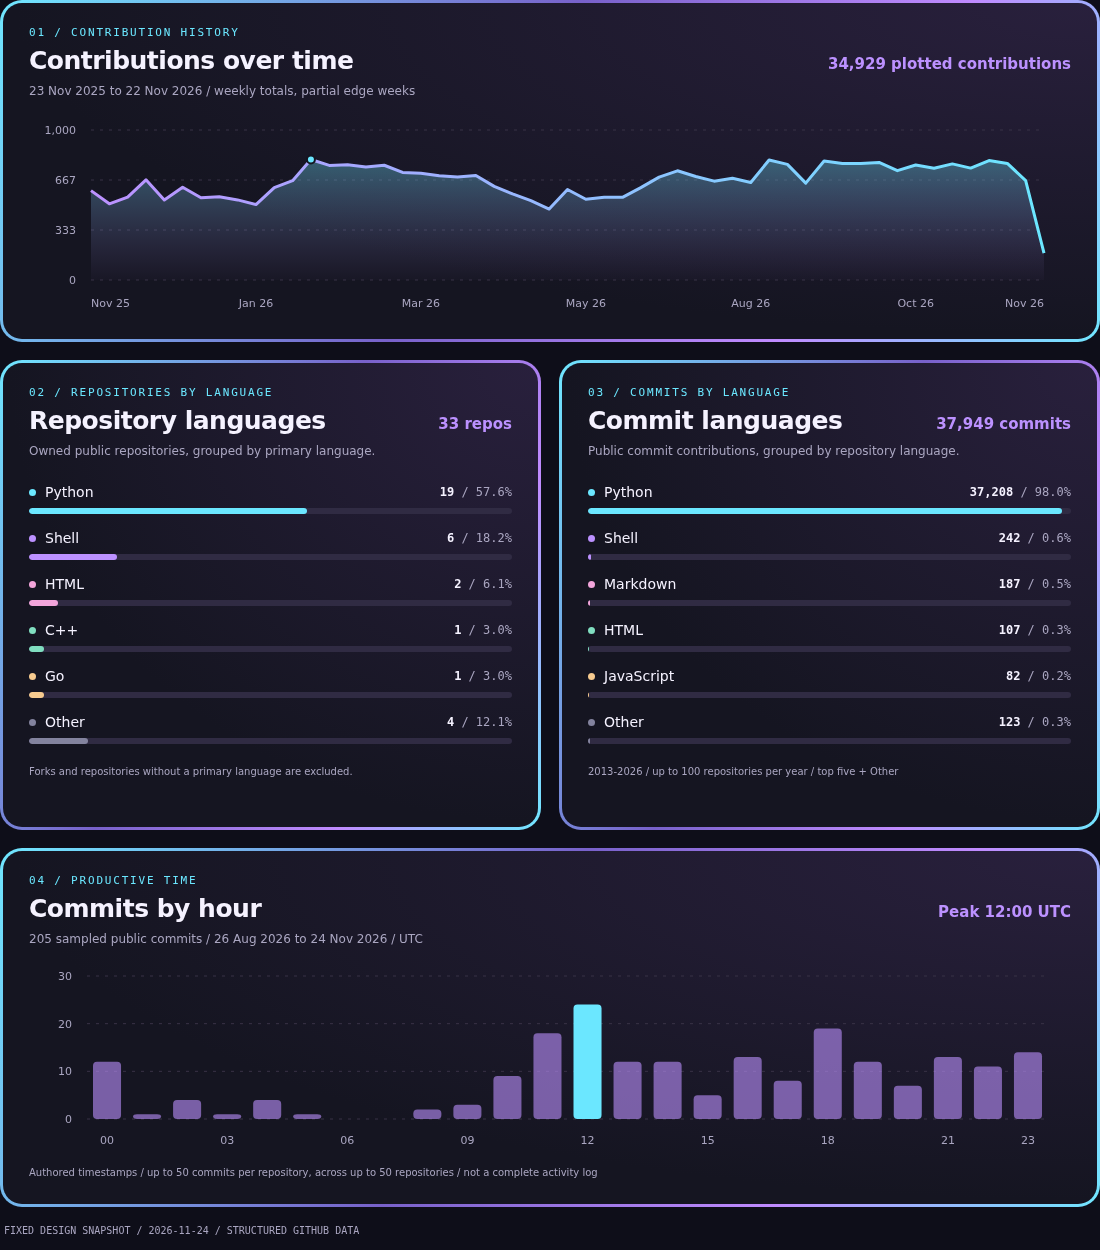 01 / CONTRIBUTION HISTORY
Contributions over time
34,929 plotted contributions
23 Nov 2025 to 22 Nov 2026 / weekly totals, partial edge weeks
1,000
667
333
0
Nov 25 Jan 26 Mar 26 May 26 Aug 26 Oct 26 Nov 26
02 / REPOSITORIES BY LANGUAGE
Repository languages
33 repos
Owned public repositories, grouped by primary language.
Python 19 / 57.6%
Shell 6 / 18.2%
HTML 2 / 6.1%
C++ 1 / 3.0%
Go 1 / 3.0%
Other 4 / 12.1%
Forks and repositories without a primary language are excluded.
03 / COMMITS BY LANGUAGE
Commit languages
37,949 commits
Public commit contributions, grouped by repository language.
Python 37,208 / 98.0%
Shell 242 / 0.6%
Markdown 187 / 0.5%
HTML 107 / 0.3%
JavaScript 82 / 0.2%
Other 123 / 0.3%
2013-2026 / up to 100 repositories per year / top five + Other
04 / PRODUCTIVE TIME
Commits by hour
Peak 12:00 UTC
205 sampled public commits / 26 Aug 2026 to 24 Nov 2026 / UTC
30
20
10
0
00 03 06 09 12 15 18 21 23
Authored timestamps / up to 50 commits per repository, across up to 50 repositories / not a complete activity log
FIXED DESIGN SNAPSHOT / 2026-11-24 / STRUCTURED GITHUB DATA